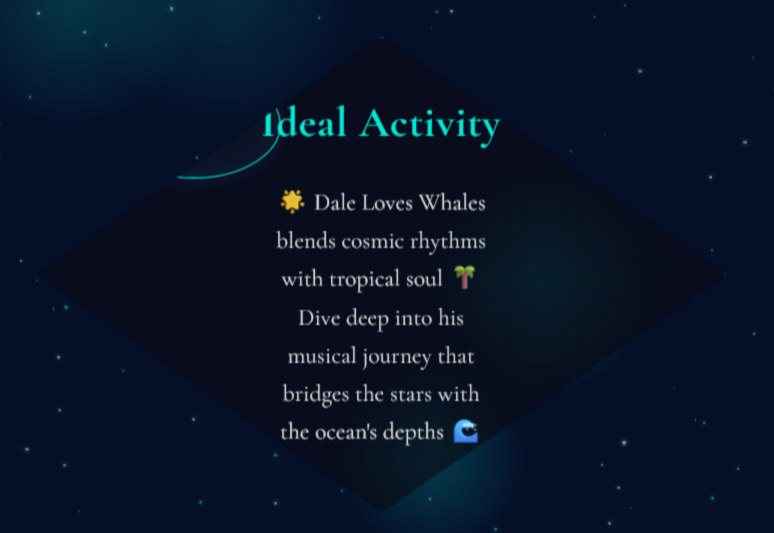 Ideal Activity
🌟 Dale Loves Whales
blends cosmic rhythms
with tropical soul 🌴
Dive deep into his
musical journey that
bridges the stars with
the ocean's depths 🌊